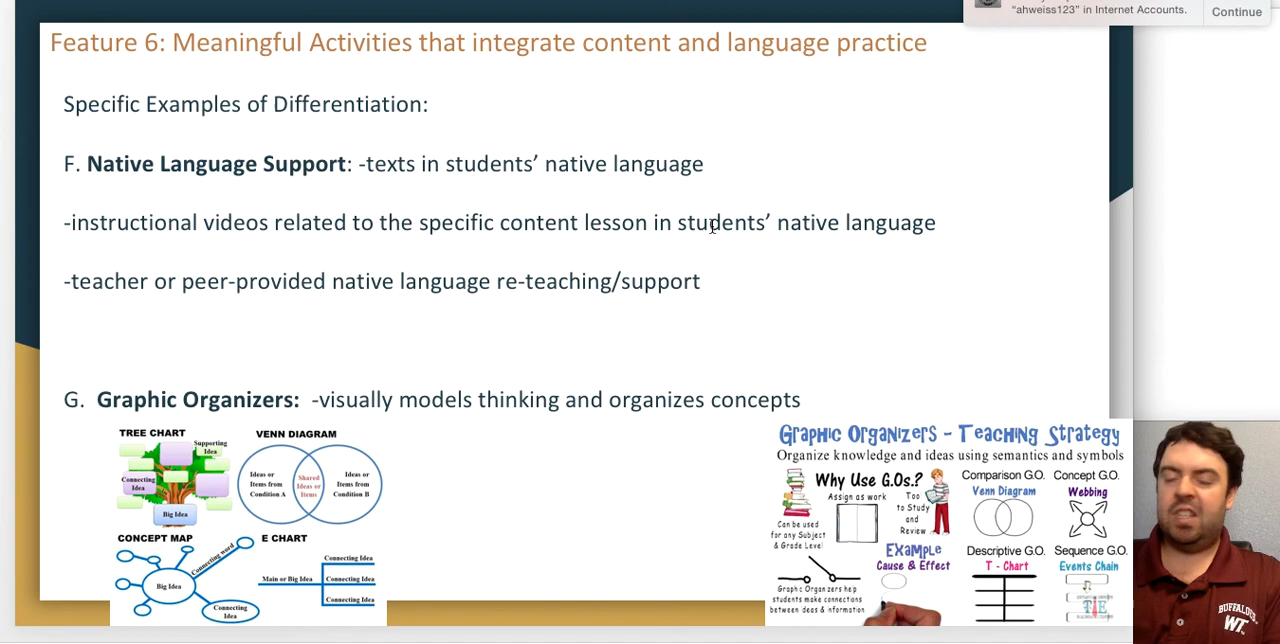 "ahweiss123" in Internet Accounts.
Continue
Feature 6: Meaningful Activities that integrate content and language practice
Specific Examples of Differentiation:
F. Native Language Support: -texts in students' native language
-instructional videos related to the specific content lesson in students' native language
-teacher or peer-provided native language re-teaching/support
G. Graphic Organizers: -visually models thinking and organizes concepts
TREE CHART
Supporting
Idea
Connecting
Idea
Big Idea
VENN DIAGRAM
Ideas or
Items from
Condition A
Shared
Ideas or
Items
Ideas or
Items from
Condition B
CONCEPT MAP
Connecting word
Big Idea
Connecting
Idea
E CHART
Main or Big Idea
Connecting Idea
Connecting Idea
Connecting Idea
Graphic Organizers - Teaching Strategy
Organize knowledge and ideas using semantics and symbols
Why Use G.Os.?
Assign as work
Too
to Study
and
Review
Can be used
for any Subject
& Grade Level
Example
Cause & Effect
Graphic Organizers help
students make connections
between ideas & information
Comparison G.O.
Venn Diagram
Concept G.O.
Webbing
Descriptive G.O.
T - Chart
Sequence G.O.
Events Chain
BUFFALOES
WT